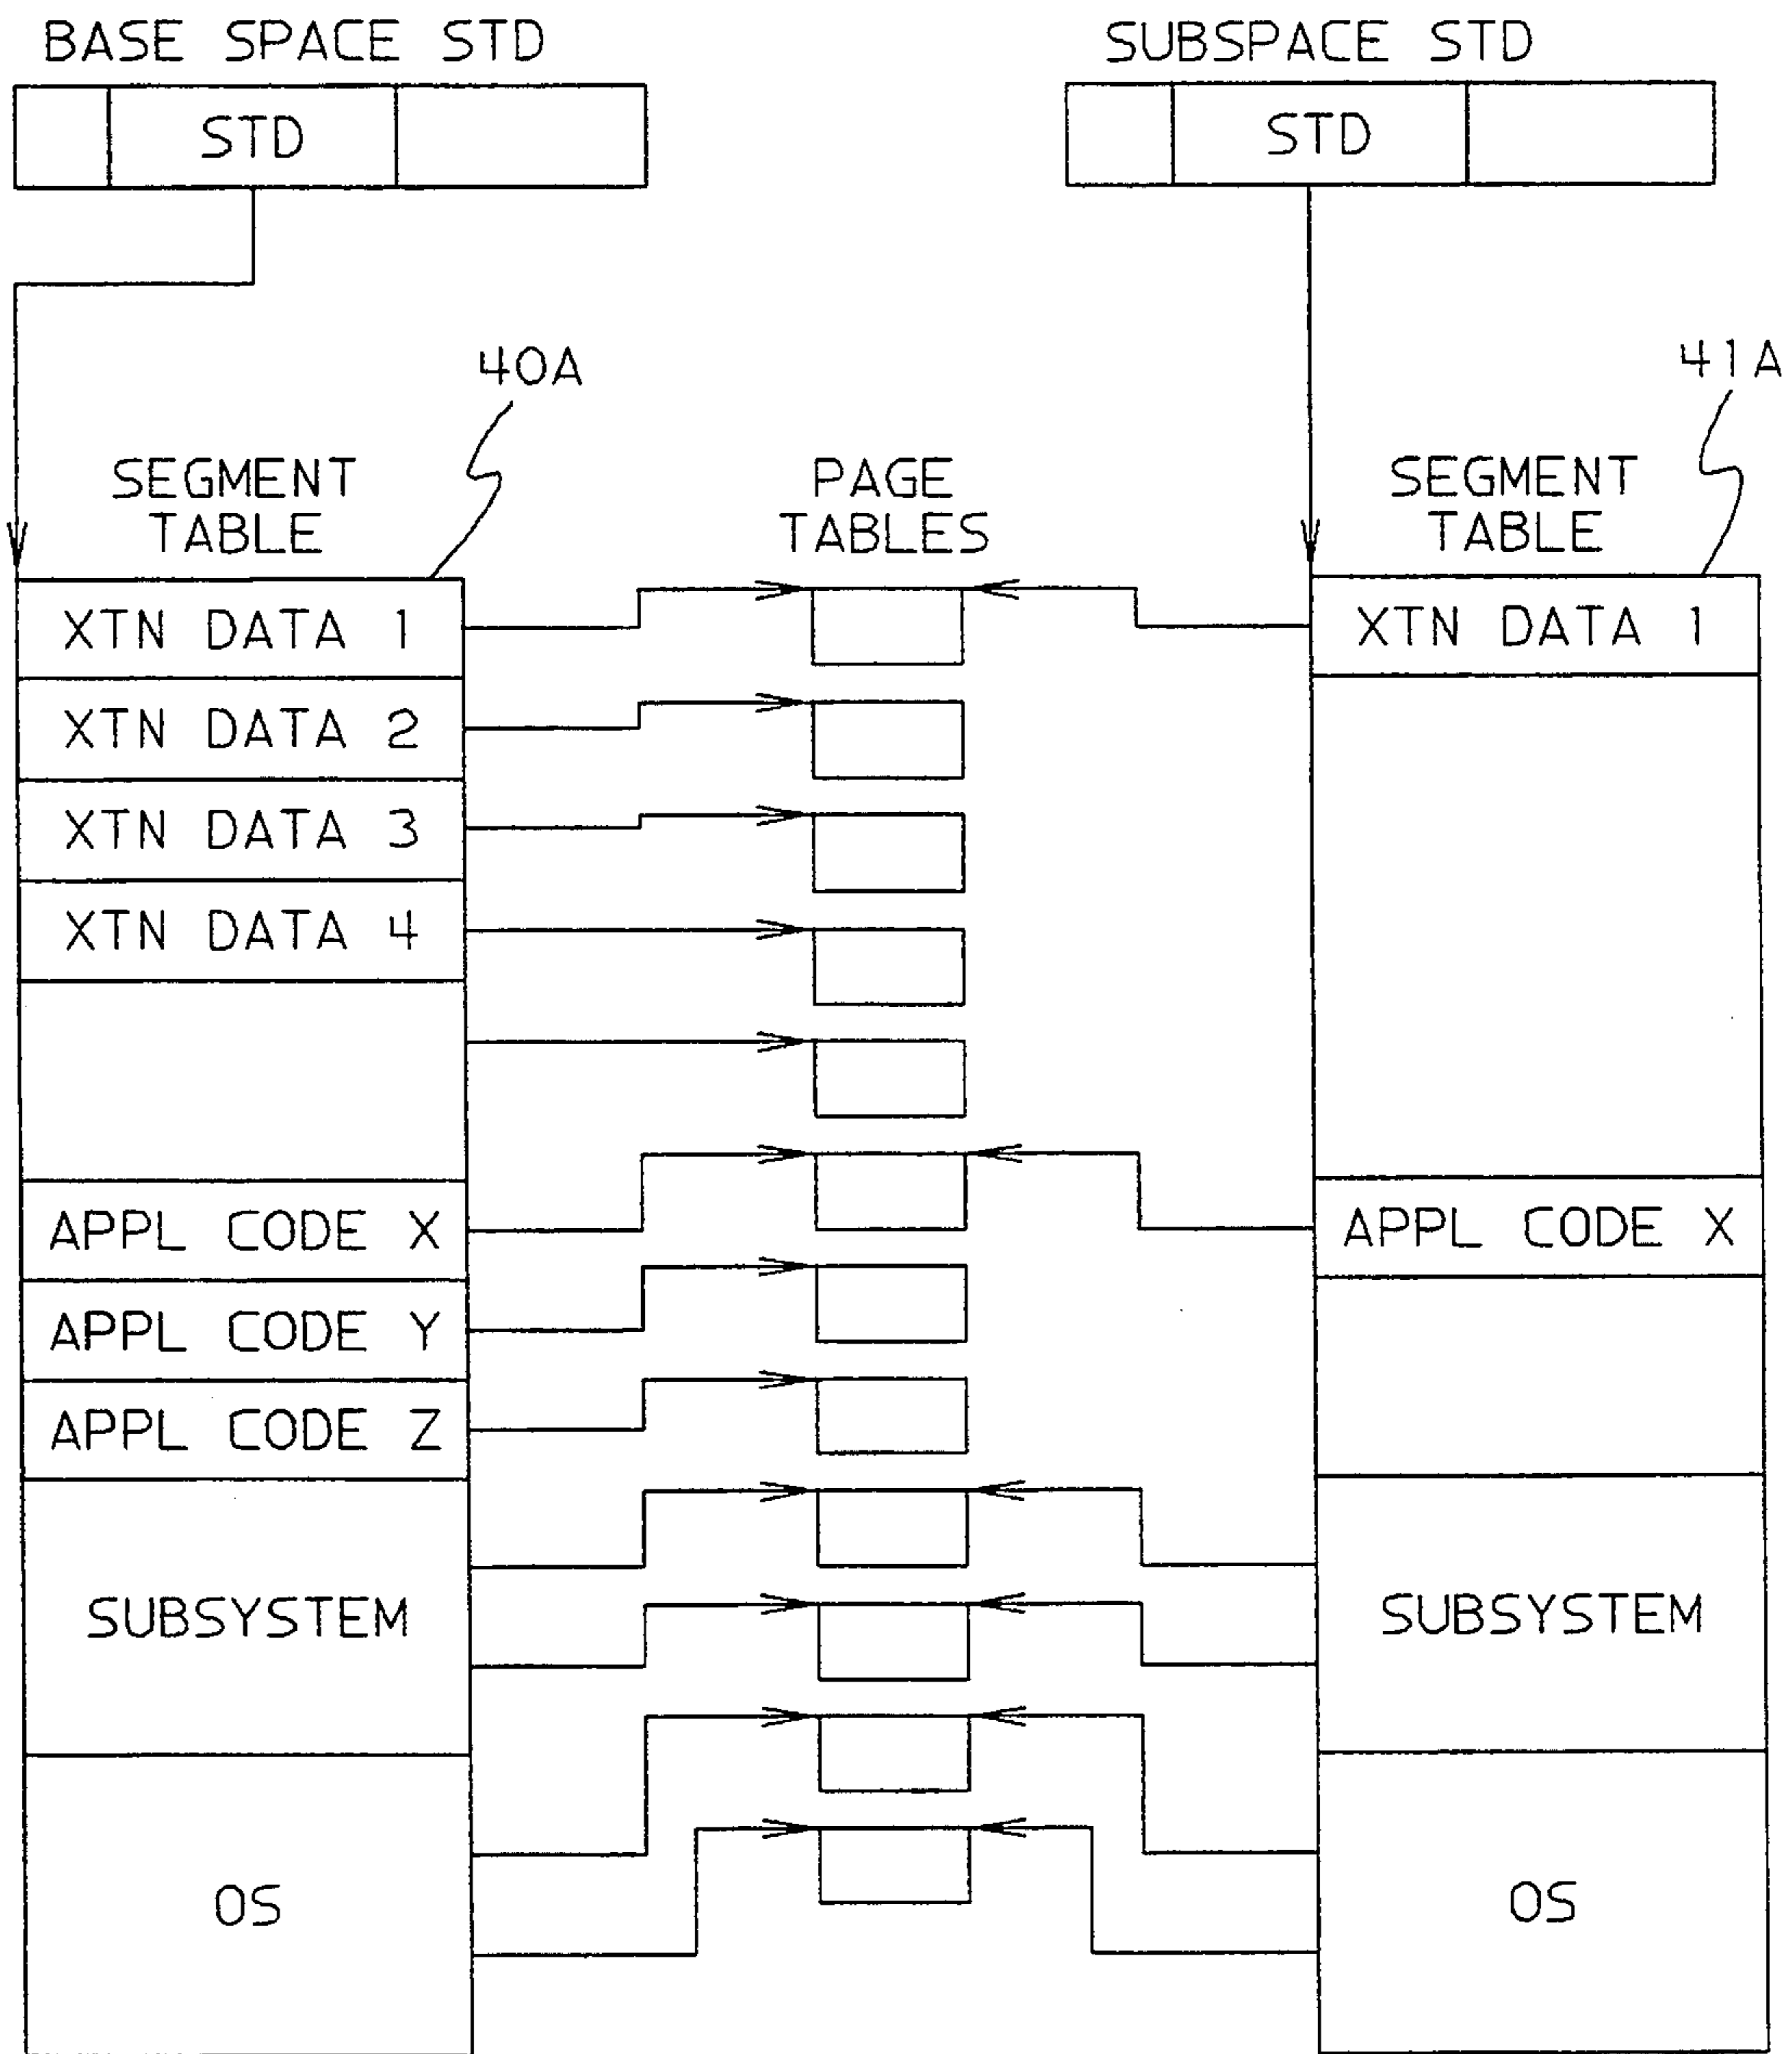 BASE SPACE STD
SUBSPACE STD
STD
STD
40A
41A
SEGMENT
TABLE
PAGE
TABLES
SEGMENT
TABLE
XTN DATA 1
XTN DATA 1
XTN DATA 2
XTN DATA 3
XTN DATA 4
APPL CODE X
APPL CODE X
APPL CODE Y
APPL CODE Z
SUBSYSTEM
SUBSYSTEM
OS
OS